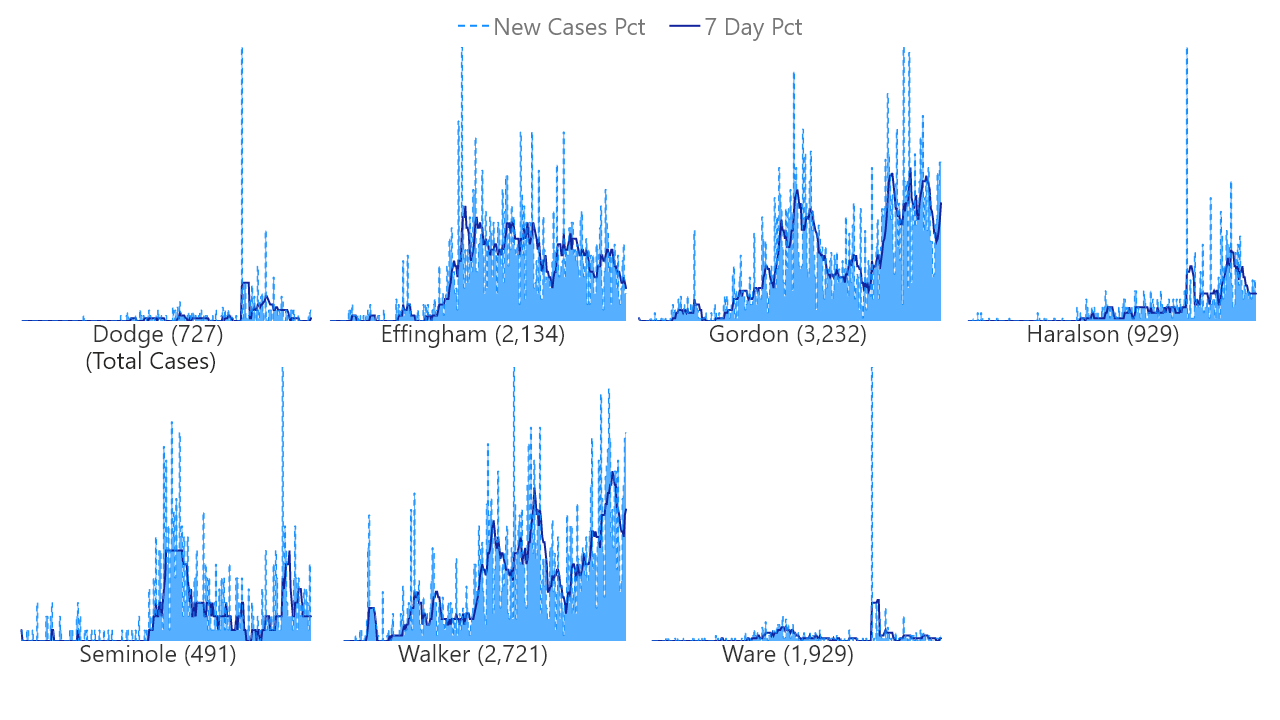 New Cases Pct 7 Day Pct
Dodge (727) Effingham (2,134) Gordon (3,232) Haralson (929)
(Total Cases)
Seminole (491) Walker (2,721) Ware (1,929)